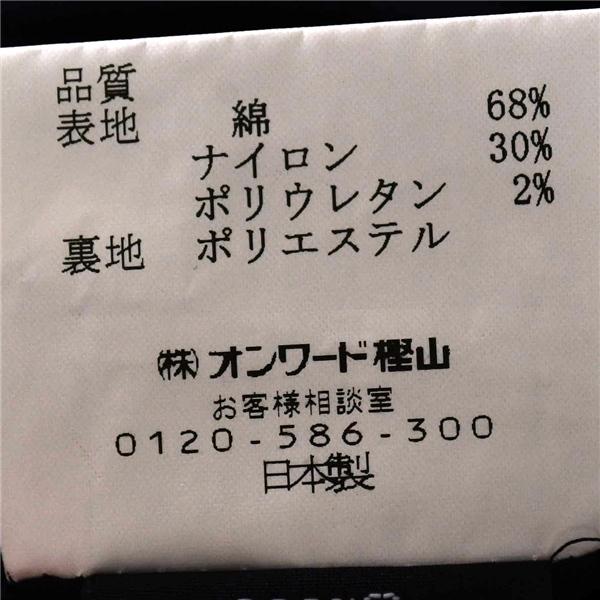 品質
表地 綿 68%
ナイロン 30%
ポリウレタン 2%
裏地 ポリエステル
㈱オンワード樫山
お客様相談室
0120-586-300
日本製